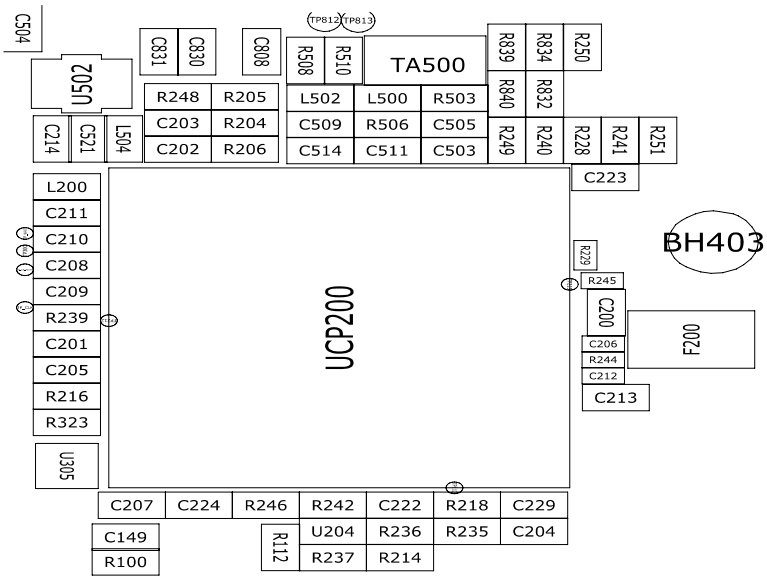 C504
TP812 TP813
C831 C830 C808 R508 R510 TA500 R839 R834 R250
U502
R248 R205 L502 L500 R503 R840 R832
C203 R204 C509 R506 C505
C214 C521 L504 R249 R240 R228 R241 R251
C202 R206 C514 C511 C503
C223
L200
C211
C210
C208
C209
R239
C201
C205
R216
R323
U305
UCP200
BH403
R229
R245
C200
F200
C206
R244
C212
C213
C207 C224 R246 R242 C222 R218 C229
C149 R112 U204 R236 R235 C204
R100 R237 R214